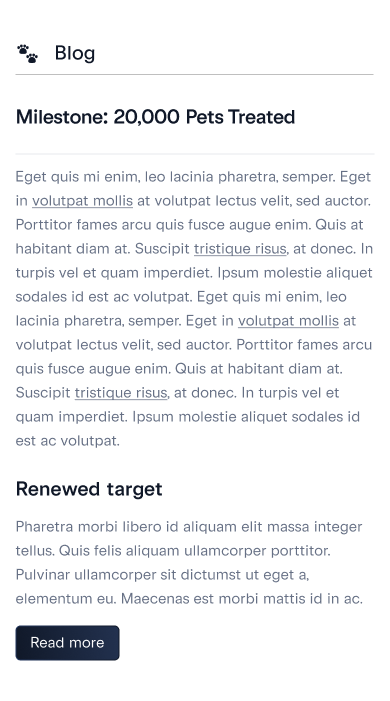 Blog
Milestone: 20,000 Pets Treated
Eget quis mi enim, leo lacinia pharetra, semper. Eget
in volutpat mollis at volutpat lectus velit, sed auctor.
Porttitor fames arcu quis fusce augue enim. Quis at
habitant diam at. Suscipit tristique risus, at donec. In
turpis vel et quam imperdiet. Ipsum molestie aliquet
sodales id est ac volutpat. Eget quis mi enim, leo
lacinia pharetra, semper. Eget in volutpat mollis at
volutpat lectus velit, sed auctor. Porttitor fames arcu
quis fusce augue enim. Quis at habitant diam at.
Suscipit tristique risus, at donec. In turpis vel et
quam imperdiet. Ipsum molestie aliquet sodales id
est ac volutpat.
Renewed target
Pharetra morbi libero id aliquam elit massa integer
tellus. Quis felis aliquam ullamcorper porttitor.
Pulvinar ullamcorper sit dictumst ut eget a,
elementum eu. Maecenas est morbi mattis id in ac.
Read more